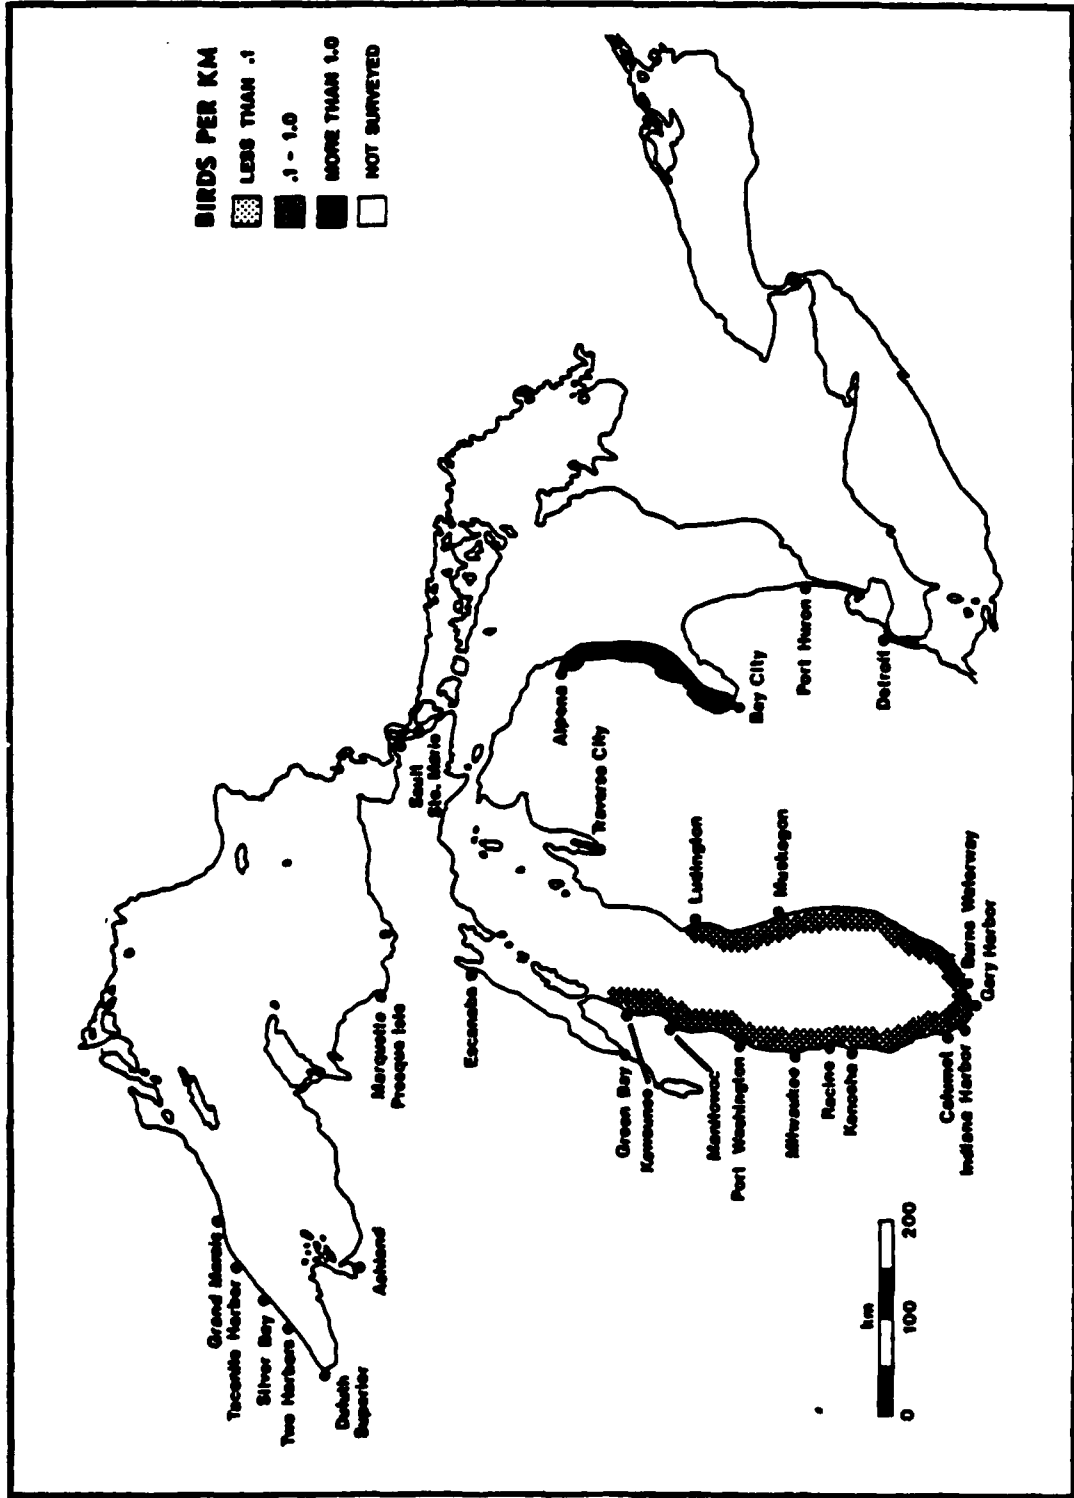 BIRDS PER KM
LESS THAN .1
.1 - 1.0
MORE THAN 1.0
NOT SURVEYED
Grand Marais
Taconite Harbor
Silver Bay
Two Harbors
Duluth
Superior
Ashland
Marquette
Presque Isle
Sault
Ste. Marie
Escanaba
Green Bay
Kewaunee
Manitowoc
Port Washington
Milwaukee
Racine
Kenosha
Calumet
Indiana Harbor
Gary Harbor
Burns Waterway
Muskegon
Ludington
Traverse City
Alpena
Bay City
Port Huron
Detroit
km
0 100 200